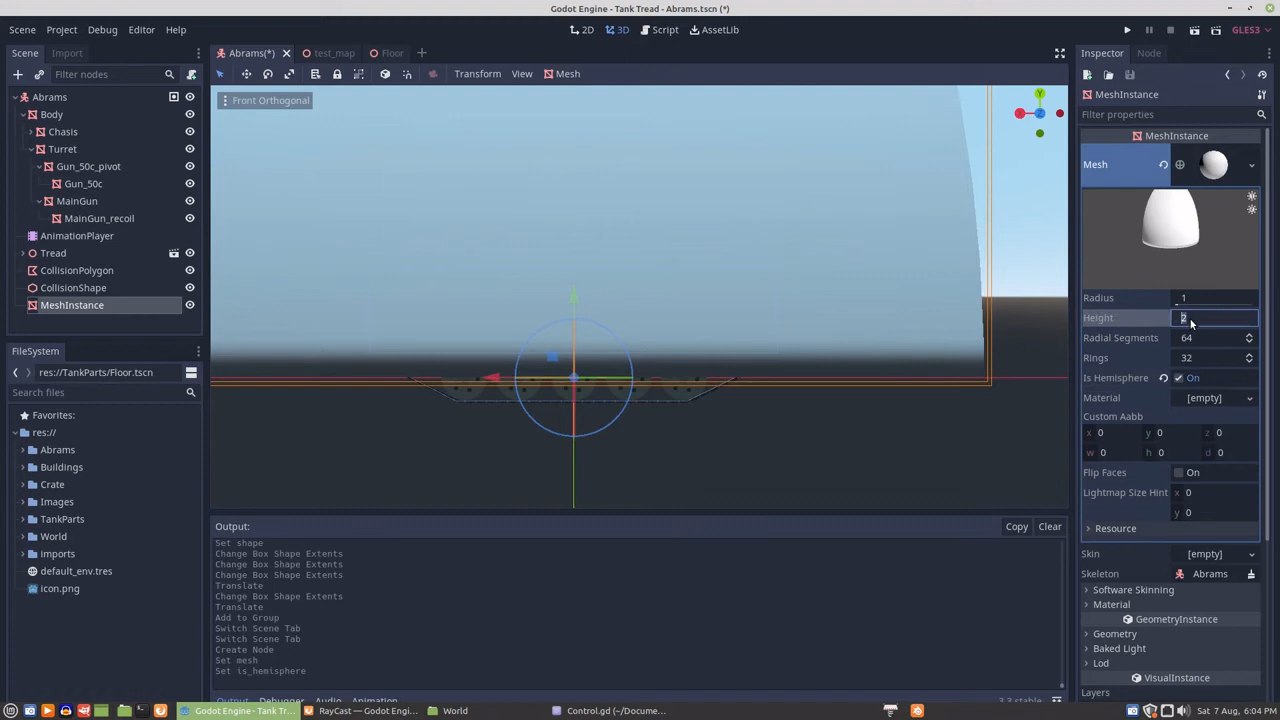 Godot Engine - Tank Tread - Abrams.tscn (*)
Scene Project Debug Editor Help
2D 3D Script AssetLib
GLES3
Scene Import
Abrams(*) test_map Floor
Inspector Node
Filter nodes
Transform View Mesh
Abrams
Body
Chasis
Turret
Gun_50c_pivot
Gun_50c
MainGun
MainGun_recoil
AnimationPlayer
Tread
CollisionPolygon
CollisionShape
MeshInstance
FileSystem
res://TankParts/Floor.tscn
Search files
Favorites:
res://
Abrams
Buildings
Crate
Images
TankParts
World
Imports
default_env.tres
icon.png
Front Orthogonal
Y
Output:
Copy Clear
Set shape
Change Box Shape Extents
Change Box Shape Extents
Change Box Shape Extents
Translate
Change Box Shape Extents
Translate
Add to Group
Switch Scene Tab
Switch Scene Tab
Create Node
Set mesh
Set is_hemisphere
Output Debugger Audio Animation
3.3.stable
MeshInstance
Filter properties
MeshInstance
Mesh
Radius 1
Height 2
Radial Segments 64
Rings 32
Is Hemisphere On
Material [empty]
Custom Aabb
x 0 y 0 z 0
w 0 h 0 d 0
Flip Faces On
Lightmap Size Hint x 0
y 0
Resource
Skin [empty]
Skeleton Abrams
Software Skinning
Material
GeometryInstance
Geometry
Baked Light
Lod
VisualInstance
Layers
Godot Engine - Tank Tr... RayCast — Godot Engi... World Control.gd (~/Docume...
Sat 7 Aug, 6:04 PM